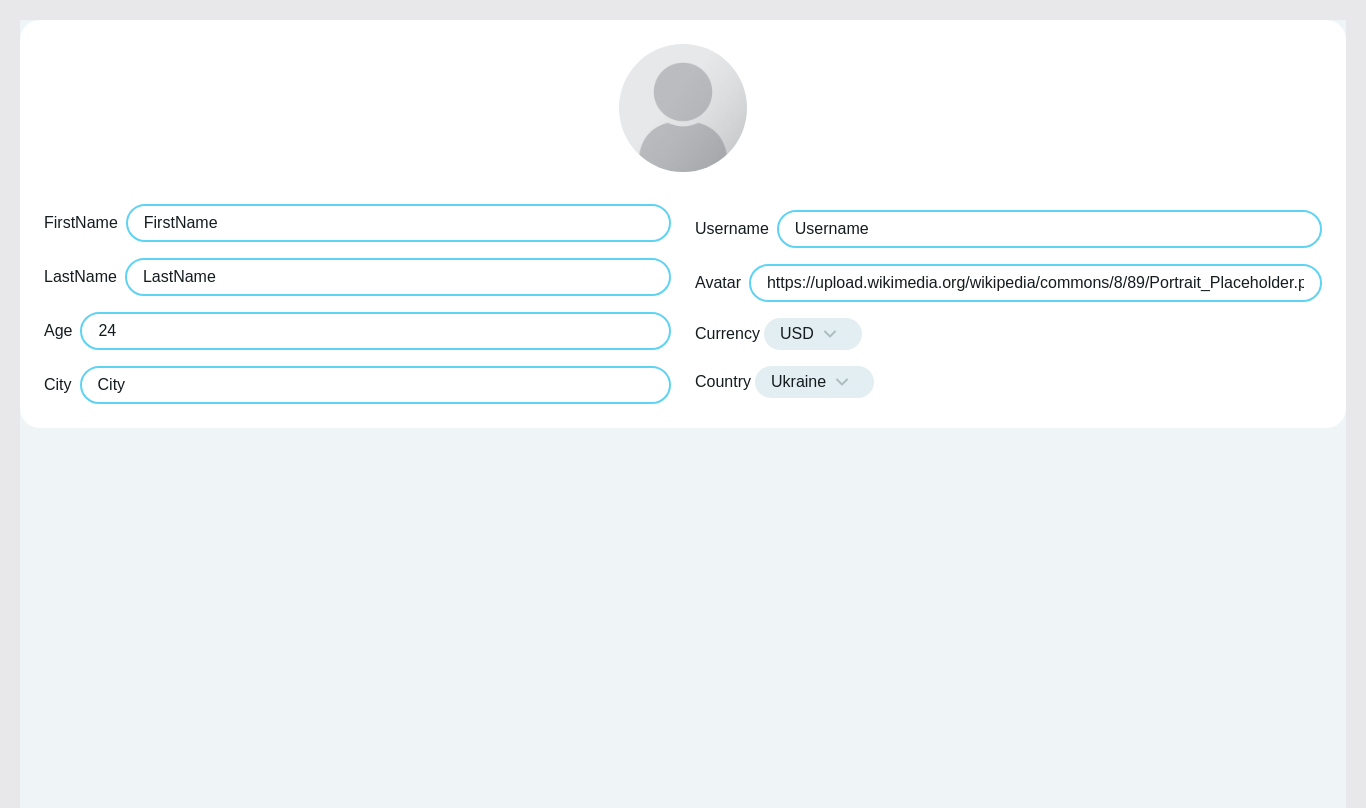 FirstName FirstName
LastName LastName
Age 24
City City
Username Username
Avatar https://upload.wikimedia.org/wikipedia/commons/8/89/Portrait_Placeholder.p
Currency USD
Country Ukraine